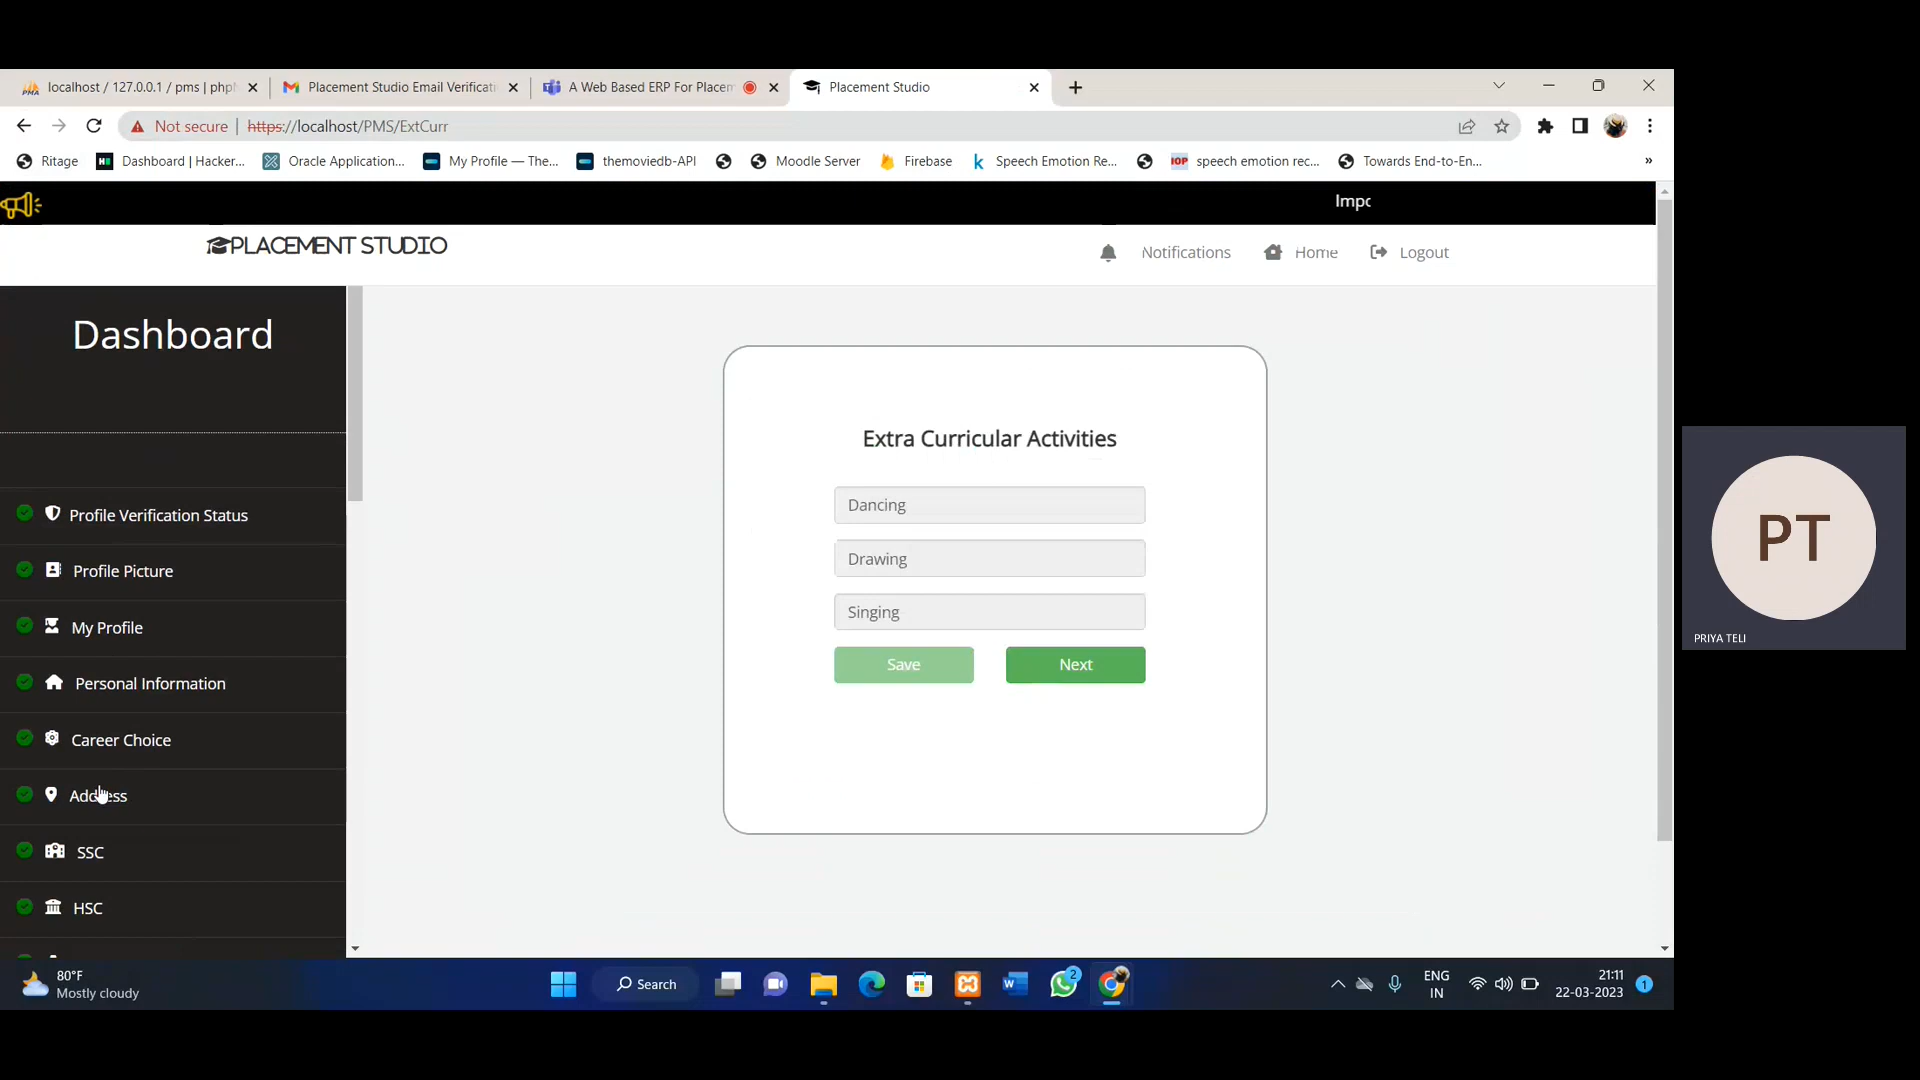 localhost / 127.0.0.1 / pms | php
Placement Studio Email Verificati
A Web Based ERP For Placem
Placement Studio
Not secure | https://localhost/PMS/ExtCurr
Ritage
Dashboard | Hacker...
Oracle Application...
My Profile — The...
themoviedb-API
Moodle Server
Firebase
Speech Emotion Re...
IOP speech emotion rec...
Towards End-to-En...
»
Impo
PLACEMENT STUDIO
Notifications
Home
Logout
Dashboard
Profile Verification Status
Profile Picture
My Profile
Personal Information
Career Choice
Address
SSC
HSC
Extra Curricular Activities
Dancing
Drawing
Singing
Save
Next
PT
PRIYA TELI
80°F
Mostly cloudy
Search
2
ENG
IN
21:11
22-03-2023
1